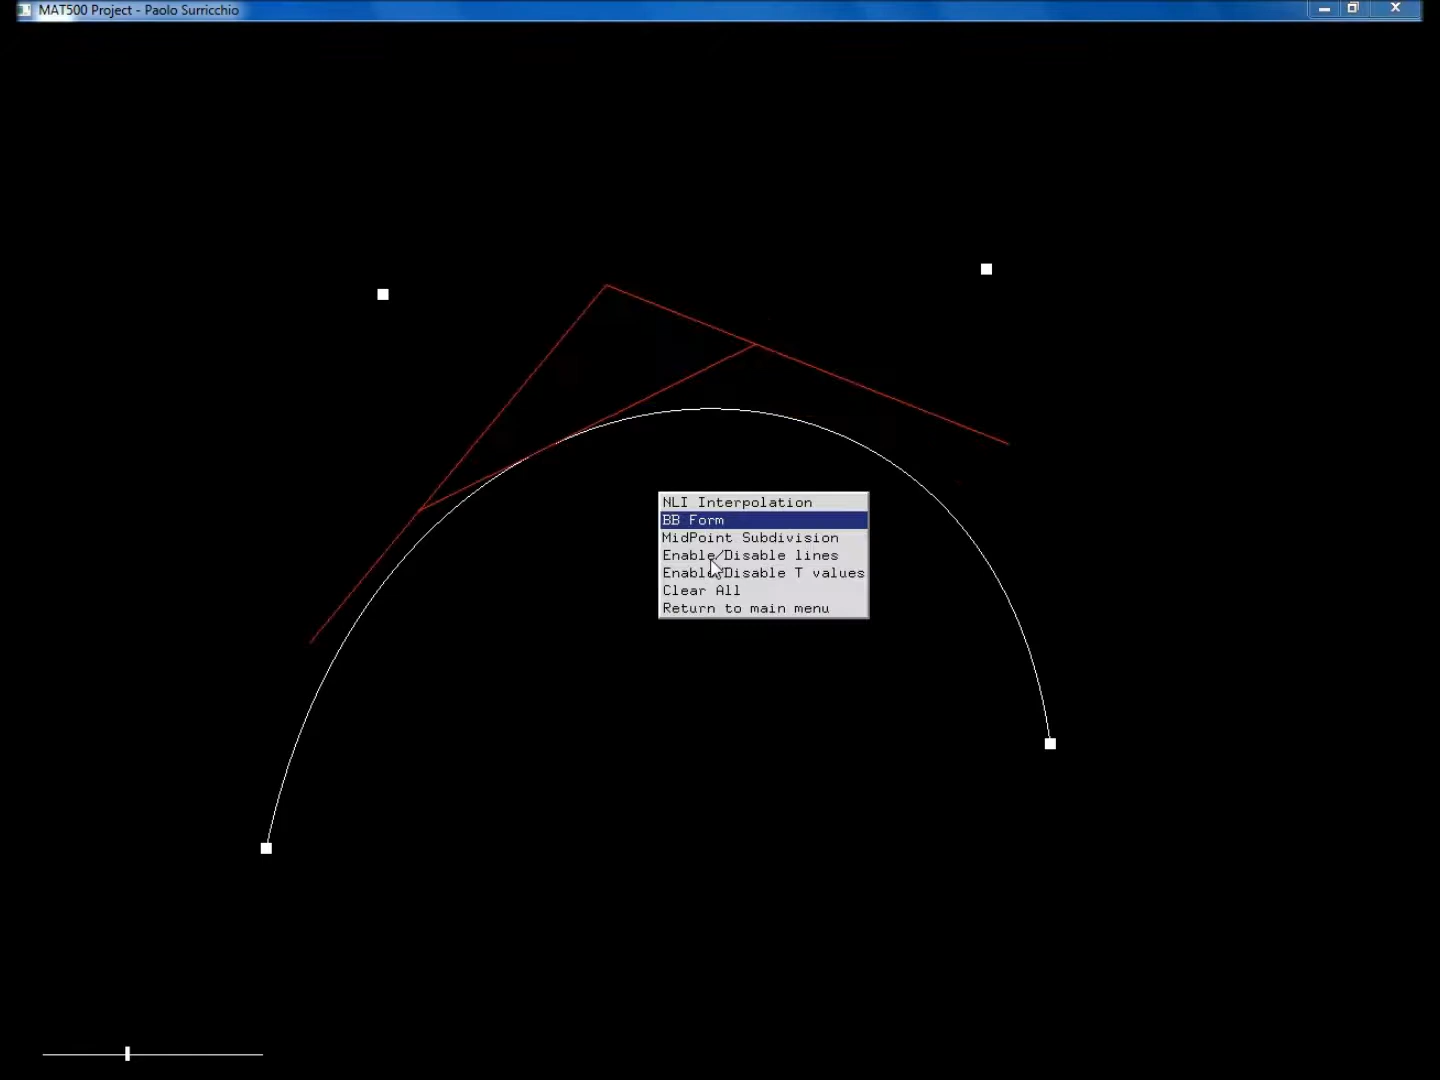 MAT500 Project - Paolo Surricchio
NLI Interpolation
BB Form
MidPoint Subdivision
Enable/Disable lines
Enable/Disable T values
Clear All
Return to main menu